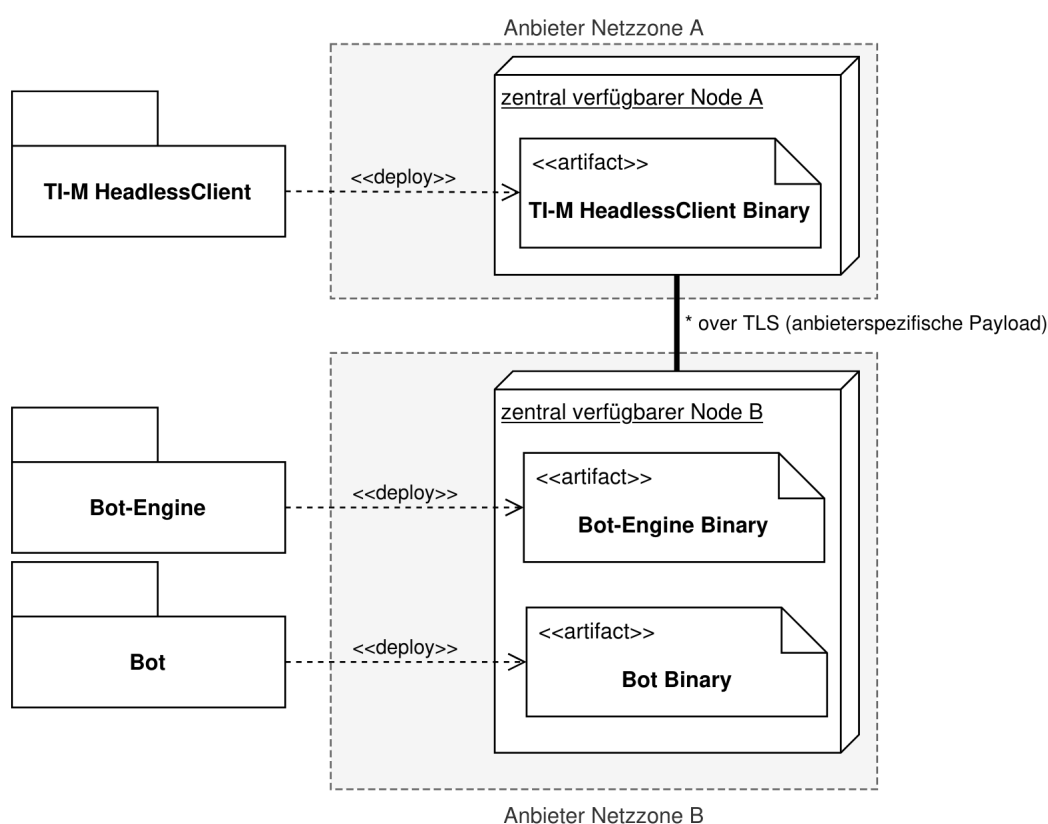 Anbieter Netzzone A
zentral verfügbarer Node A
TI-M HeadlessClient
<<deploy>>
<<artifact>>
TI-M HeadlessClient Binary
* over TLS (anbieterspezifische Payload)
zentral verfügbarer Node B
Bot-Engine
<<deploy>>
<<artifact>>
Bot-Engine Binary
Bot
<<deploy>>
<<artifact>>
Bot Binary
Anbieter Netzzone B